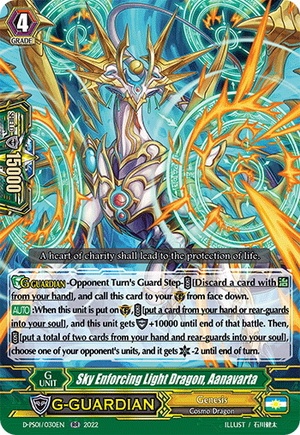 4
GRADE
15000
SHIELD
A heart of charity shall lead to the protection of life.
G GUARDIAN -Opponent Turn's Guard Step- [Discard a card with
from your hand], and call this card to your G from face down.
AUTO :When this unit is put on G, [put a card from your hand or rear-guards
into your soul], and this unit gets +10000 until end of that battle. Then,
[put a total of two cards from your hand and rear-guards into your soul],
choose one of your opponent's units, and it gets -2 until end of turn.
G
UNIT
Sky Enforcing Light Dragon, Aanavarta
G-GUARDIAN
Genesis
Cosmo Dragon
D-PS01/030EN RR 2022
ILLUST / 石川健太